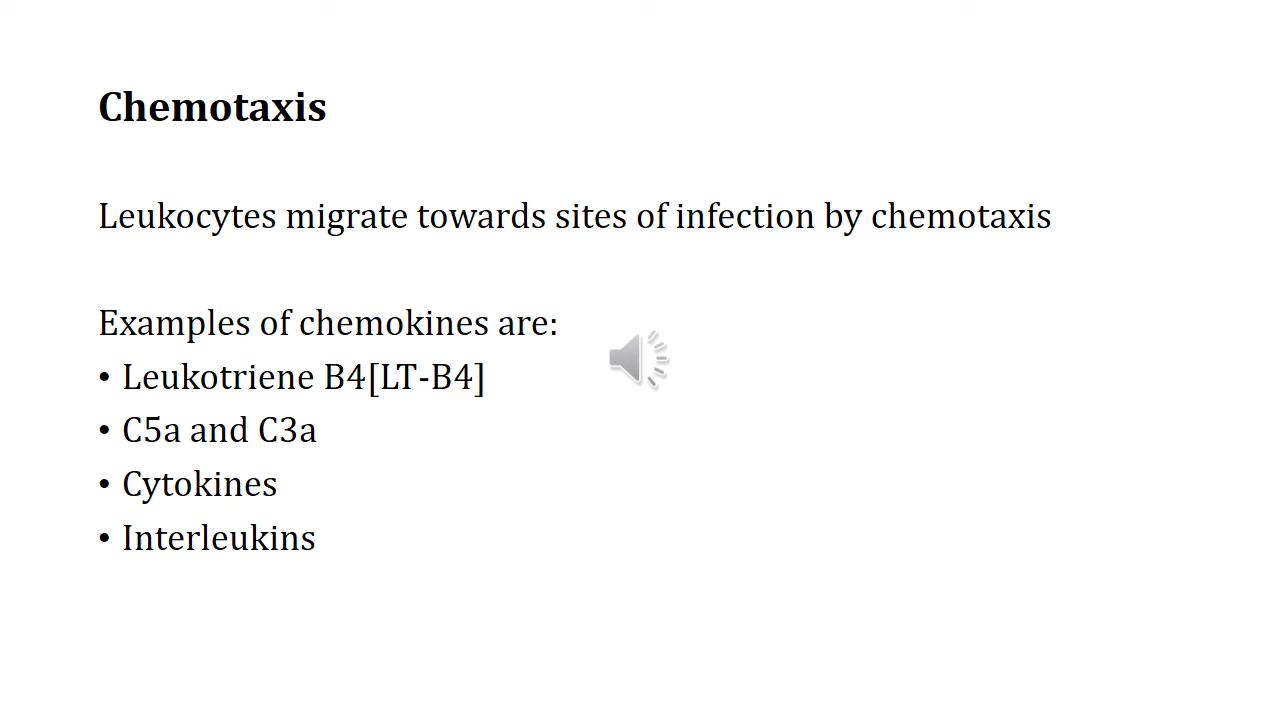 Chemotaxis
Leukocytes migrate towards sites of infection by chemotaxis
Examples of chemokines are:
• Leukotriene B4[LT-B4]
• C5a and C3a
• Cytokines
• Interleukins